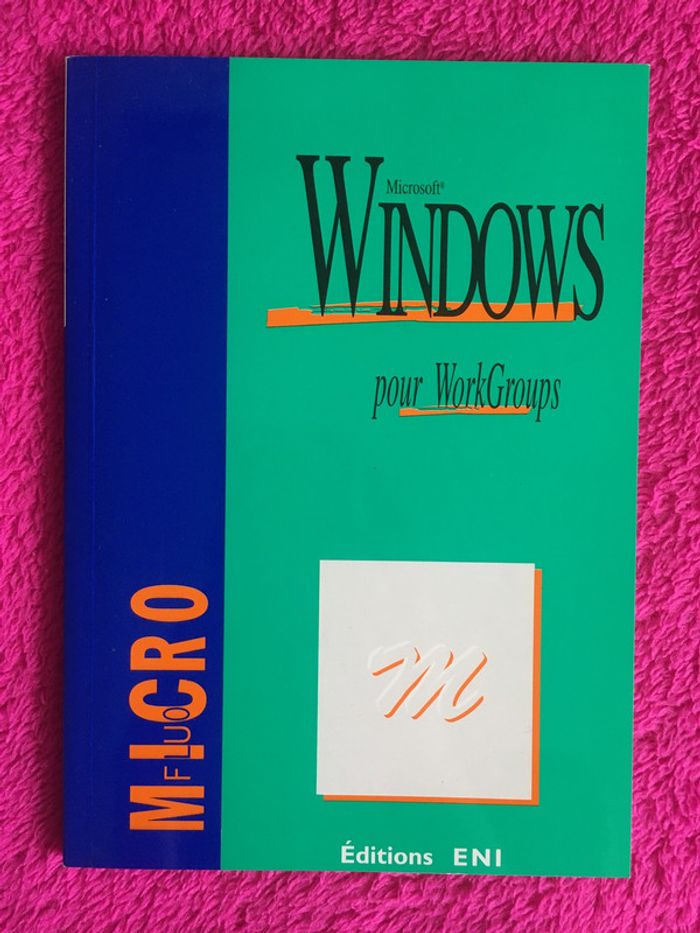 Microsoft®
WINDOWS
pour WorkGroups
MICRO
FLUO
M
Éditions ENI